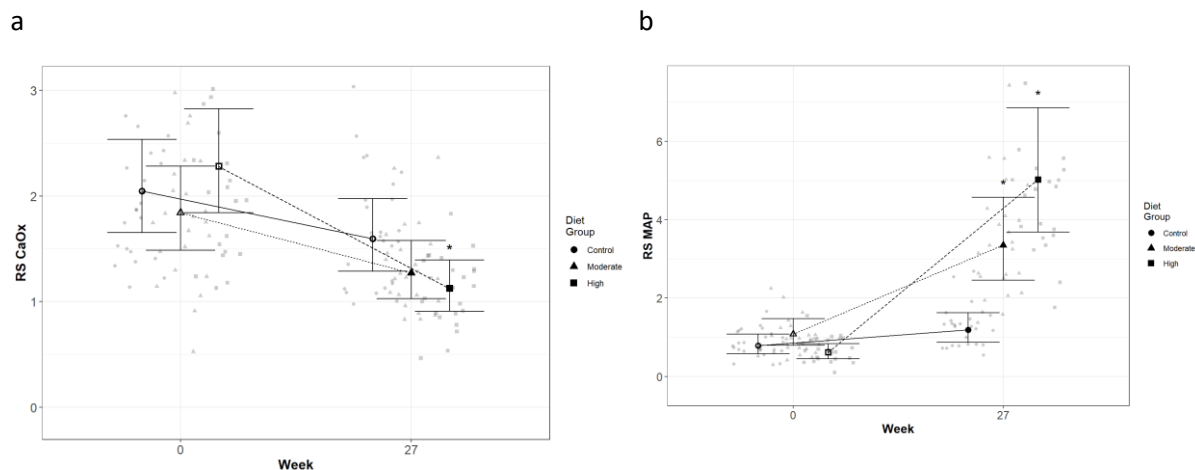 a
3
2
1
0
RS CaOx
0
27
Week
Diet
Group
Control
Moderate
High
*
b
6
4
2
0
RS MAP
0
27
Week
Diet
Group
Control
Moderate
High
*
*